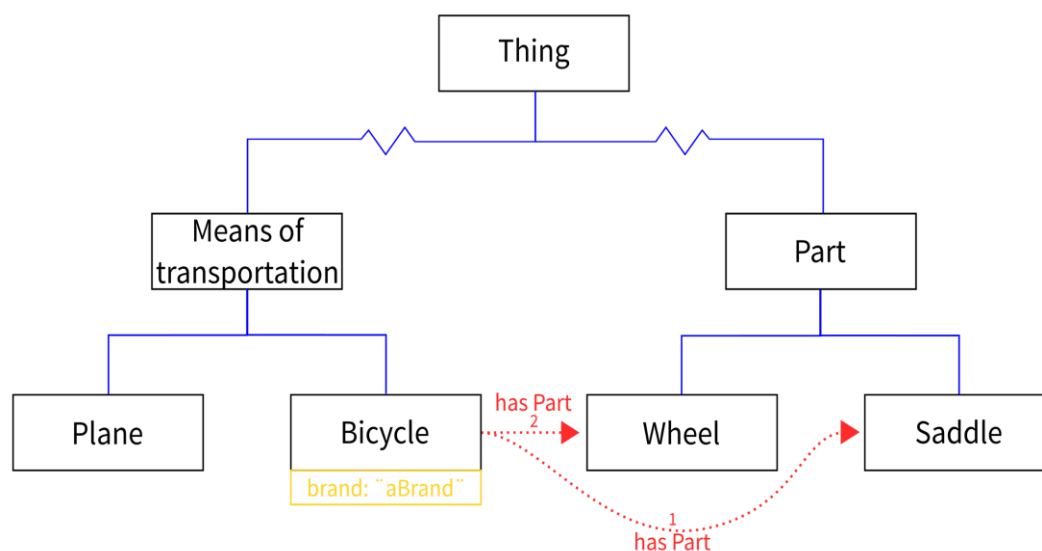 Thing
Means of
transportation
Part
Plane
Bicycle
has Part
2
Wheel
Saddle
brand: ¨aBrand¨
1
has Part